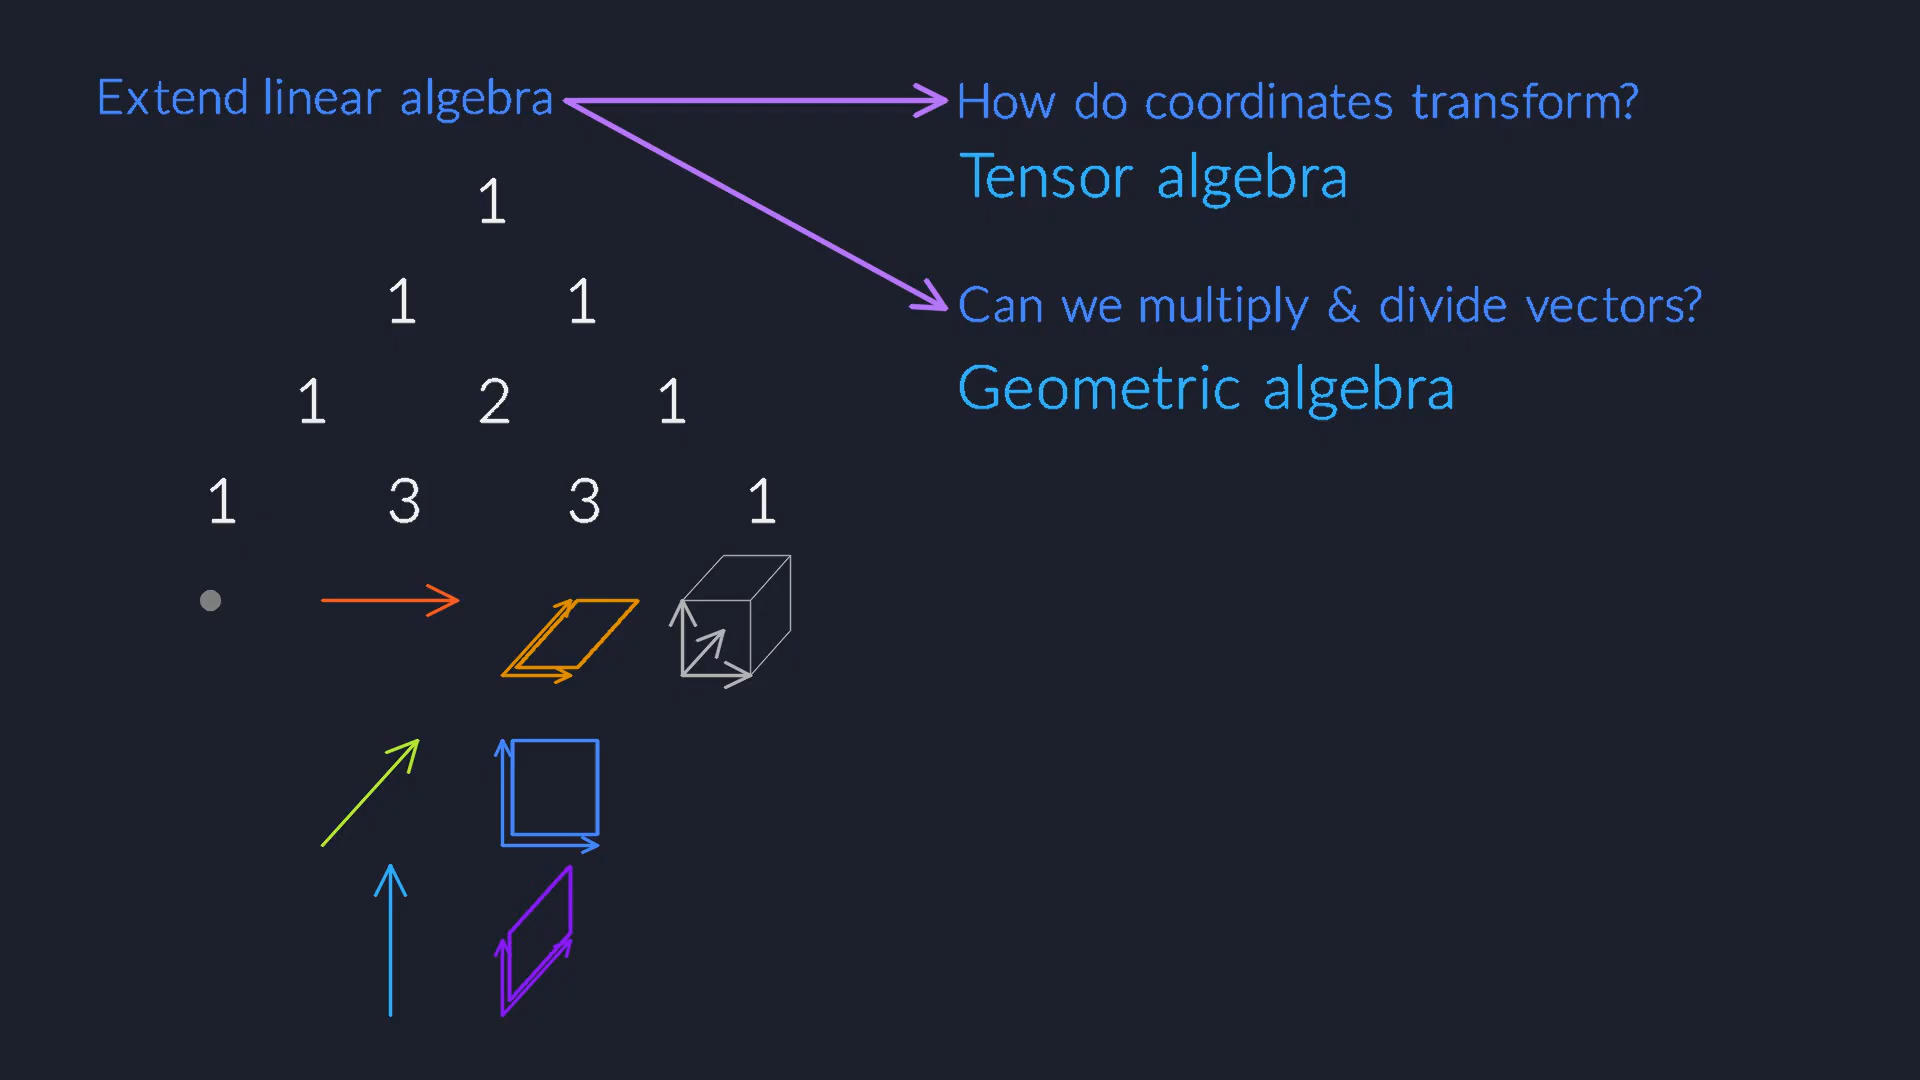 Extend linear algebra
How do coordinates transform?
Tensor algebra
Can we multiply & divide vectors?
Geometric algebra
1
1 1
1 2 1
1 3 3 1